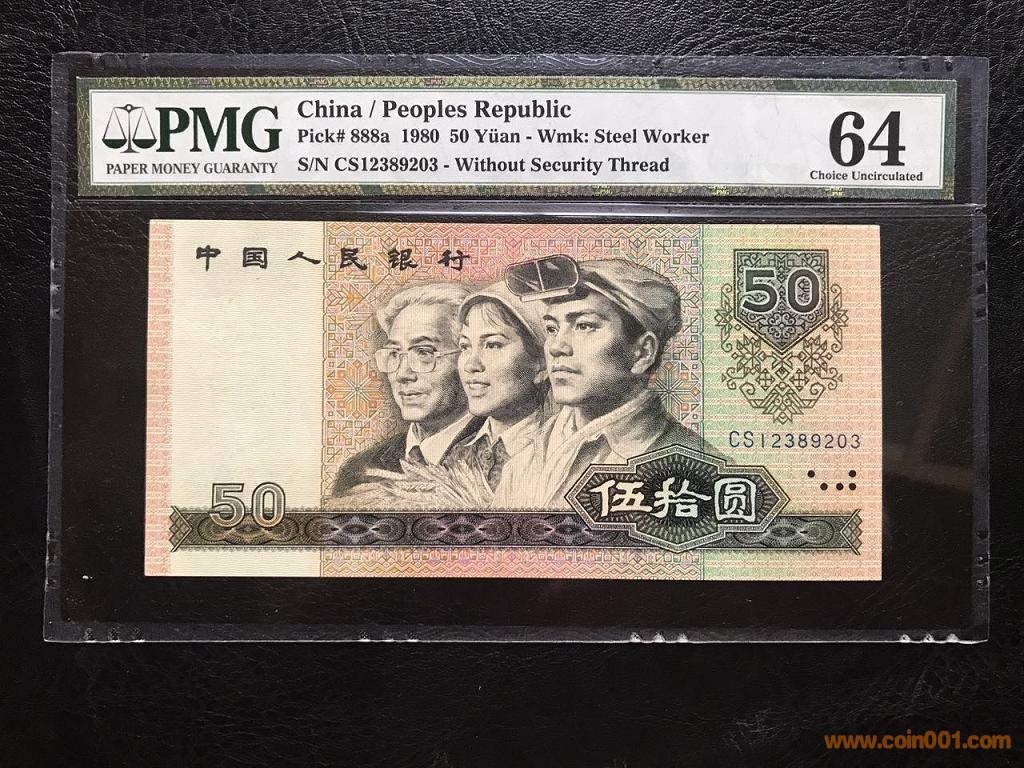 PMG
PAPER MONEY GUARANTY
China / Peoples Republic
Pick# 888a 1980 50 Yüan - Wmk: Steel Worker
S/N CS12389203 - Without Security Thread
64
Choice Uncirculated
中国人民银行
50
CS12389203
50
伍拾圆
www.coin001.com